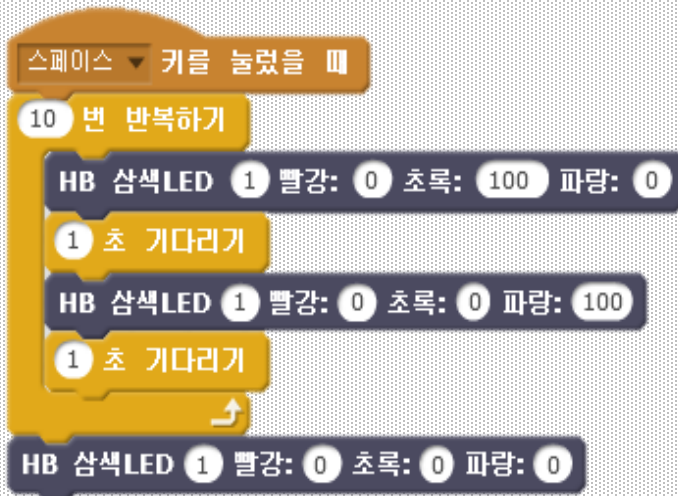 스페이스 키를 눌렀을 때
10 번 반복하기
HB 삼색LED 1 빨강: 0 초록: 100 파랑: 0
1 초 기다리기
HB 삼색LED 1 빨강: 0 초록: 0 파랑: 100
1 초 기다리기
HB 삼색LED 1 빨강: 0 초록: 0 파랑: 0